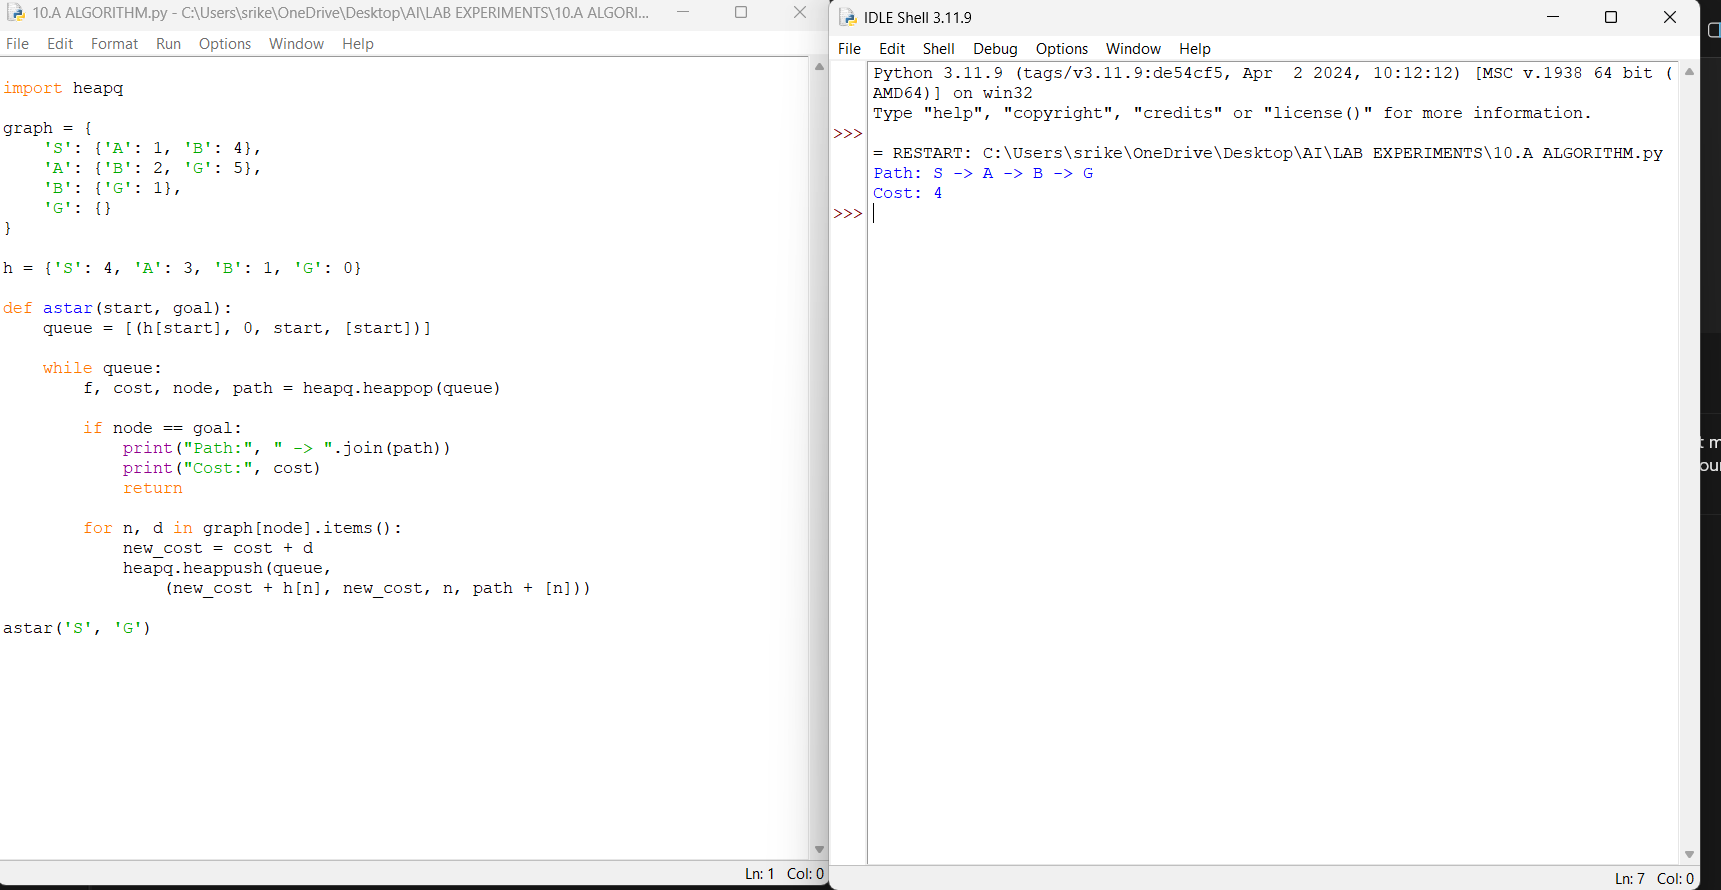 10.A ALGORITHM.py - C:\Users\srike\OneDrive\Desktop\AI\LAB EXPERIMENTS\10.A ALGORI...
File Edit Format Run Options Window Help
import heapq
graph = {
    'S': {'A': 1, 'B': 4},
    'A': {'B': 2, 'G': 5},
    'B': {'G': 1},
    'G': {}
}
h = {'S': 4, 'A': 3, 'B': 1, 'G': 0}
def astar(start, goal):
    queue = [(h[start], 0, start, [start])]
    while queue:
        f, cost, node, path = heapq.heappop(queue)
        if node == goal:
            print("Path:", " -> ".join(path))
            print("Cost:", cost)
            return
        for n, d in graph[node].items():
            new_cost = cost + d
            heapq.heappush(queue,
                (new_cost + h[n], new_cost, n, path + [n]))
astar('S', 'G')
Ln: 1 Col: 0
IDLE Shell 3.11.9
File Edit Shell Debug Options Window Help
Python 3.11.9 (tags/v3.11.9:de54cf5, Apr  2 2024, 10:12:12) [MSC v.1938 64 bit (
AMD64)] on win32
Type "help", "copyright", "credits" or "license()" for more information.
>>>
= RESTART: C:\Users\srike\OneDrive\Desktop\AI\LAB EXPERIMENTS\10.A ALGORITHM.py
Path: S -> A -> B -> G
Cost: 4
>>>
Ln: 7 Col: 0